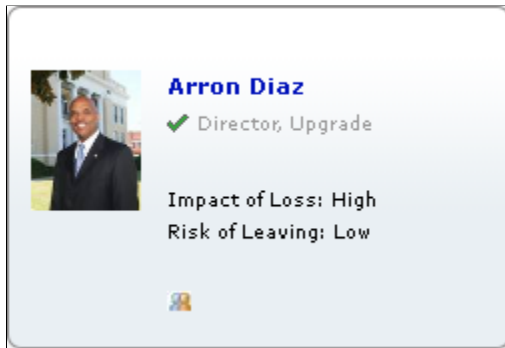 Arron Diaz
Director, Upgrade
Impact of Loss: High
Risk of Leaving: Low